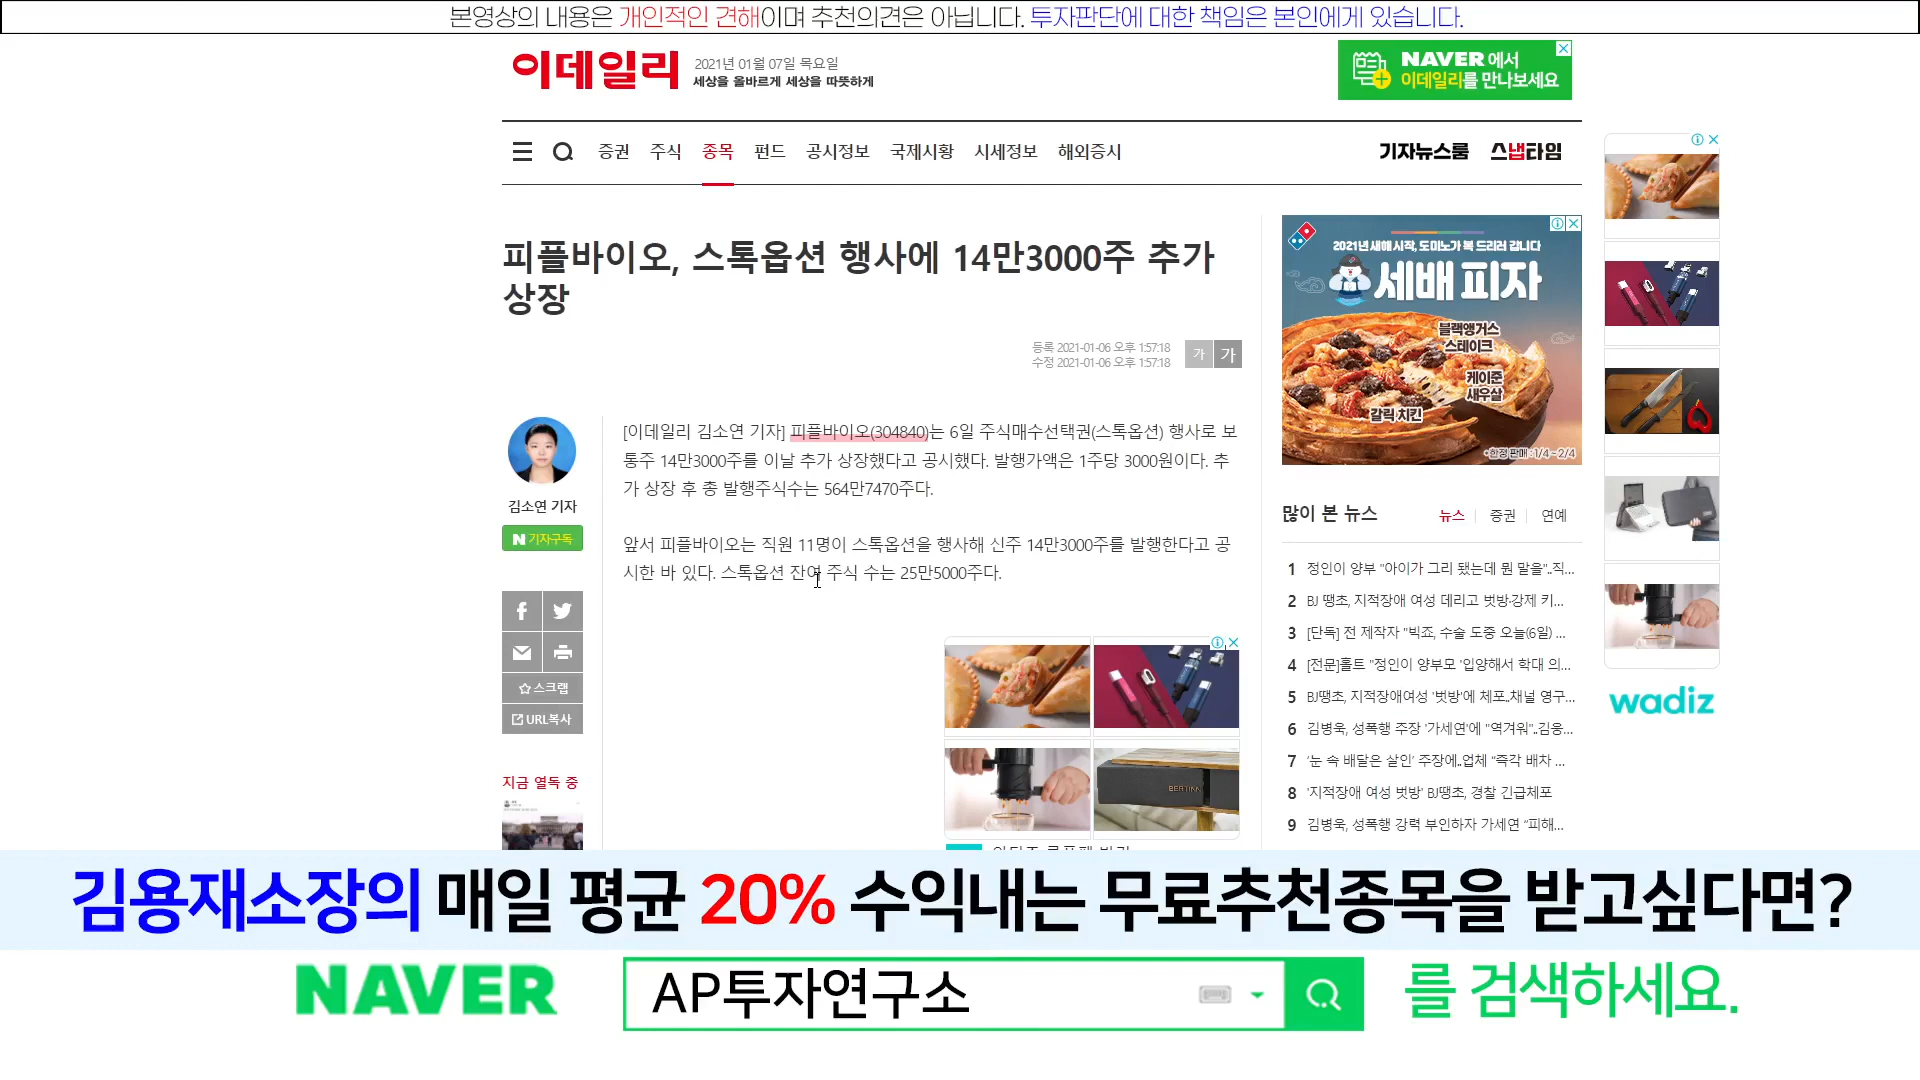 본영상의 내용은 개인적인 견해이며 추천의견은 아닙니다. 투자판단에 대한 책임은 본인에게 있습니다.
이데일리
2021년 01월 07일 목요일
세상을 올바르게 세상을 따뜻하게
NAVER에서
이데일리를 만나보세요
증권 주식 종목 펀드 공시정보 국제시황 시세정보 해외증시
기자뉴스룸 스냅타임
피플바이오, 스톡옵션 행사에 14만3000주 추가
상장
등록 2021-01-06 오후 1:57:18
수정 2021-01-06 오후 1:57:18
가 가
김소연 기자
N 기자구독
[이데일리 김소연 기자] 피플바이오(304840)는 6일 주식매수선택권(스톡옵션) 행사로 보
통주 14만3000주를 이날 추가 상장했다고 공시했다. 발행가액은 1주당 3000원이다. 추
가 상장 후 총 발행주식수는 564만7470주다.
앞서 피플바이오는 직원 11명이 스톡옵션을 행사해 신주 14만3000주를 발행한다고 공
시한 바 있다. 스톡옵션 잔여 주식 수는 25만5000주다.
스크랩
URL복사
지금 열독 중
2021년 새해 시작, 도미노가 복 드리러 갑니다
세배 피자
블랙앵거스
스테이크
케이준
새우살
갈릭 치킨
*한정 판매 : 1/4 ~ 2/4
많이 본 뉴스
뉴스 증권 연예
1 정인이 양부 "아이가 그리 됐는데 뭔 말을"..직...
2 BJ 땡초, 지적장애 여성 데리고 벗방·강제 키...
3 [단독] 전 제작자 "빅죠, 수술 도중 오늘(6일) ...
4 [전문]홀트 "정인이 양부모 '입양해서 학대 의...
5 BJ땡초, 지적장애여성 '벗방'에 체포..채널 영구...
6 김병욱, 성폭행 주장 '가세연'에 "역겨워"..김웅...
7 '눈 속 배달은 살인' 주장에..업체 “즉각 배차 ...
8 '지적장애 여성 벗방' BJ땡초, 경찰 긴급체포
9 김병욱, 성폭행 강력 부인하자 가세연 “피해...
wadiz
BERTINI
김용재소장의 매일 평균 20% 수익내는 무료추천종목을 받고싶다면?
NAVER AP투자연구소 를 검색하세요.